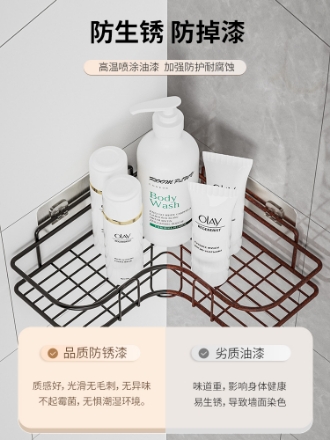 防生锈 防掉漆
高温喷涂油漆 加强防护耐腐蚀
Body
Wash
OLAY
OLAY
OLAY
品质防锈漆
质感好，光滑无毛刺，无异味
不起霉菌，无惧潮湿环境。
劣质油漆
味道重，影响身体健康
易生锈，导致墙面染色